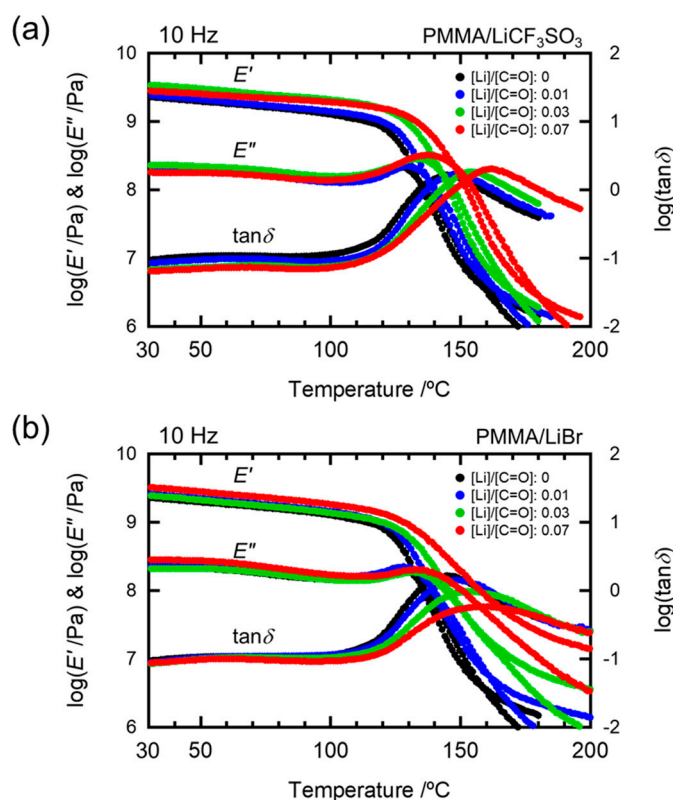 (a)
10 Hz PMMA/LiCF₃SO₃
10 2
E′
[Li]/[C=O]: 0
[Li]/[C=O]: 0.01
[Li]/[C=O]: 0.03
[Li]/[C=O]: 0.07
9 1
E″
8 0
tanδ
7 -1
6 -2
log(E′/Pa) & log(E″/Pa)
log(tanδ)
30 50 100 150 200
Temperature /ºC
(b)
10 Hz PMMA/LiBr
10 2
E′
[Li]/[C=O]: 0
[Li]/[C=O]: 0.01
[Li]/[C=O]: 0.03
[Li]/[C=O]: 0.07
9 1
E″
8 0
tanδ
7 -1
6 -2
log(E′/Pa) & log(E″/Pa)
log(tanδ)
30 50 100 150 200
Temperature /ºC